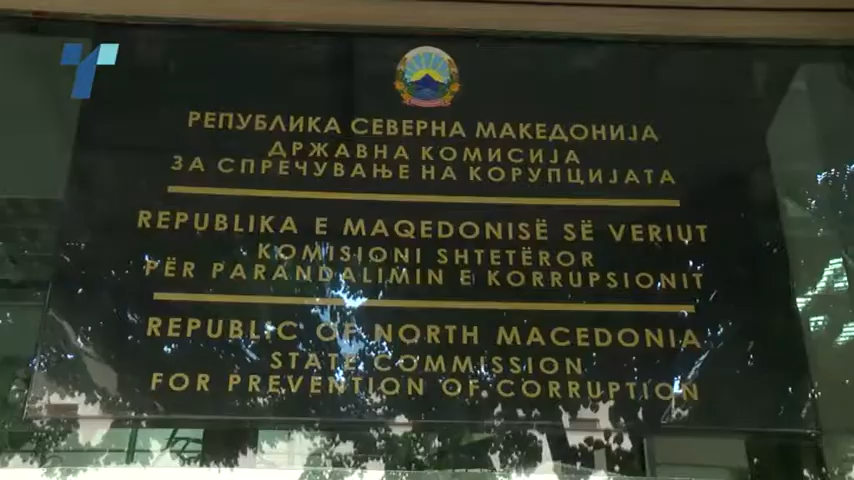 РЕПУБЛИКА СЕВЕРНА МАКЕДОНИЈА
ДРЖАВНА КОМИСИЈА
ЗА СПРЕЧУВАЊЕ НА КОРУПЦИЈАТА
REPUBLIKA E MAQEDONISË SË VERIUT
KOMISIONI SHTETËROR
PËR PARANDALIMIN E KORRUPSIONIT
REPUBLIC OF NORTH MACEDONIA
STATE COMMISSION
FOR PREVENTION OF CORRUPTION